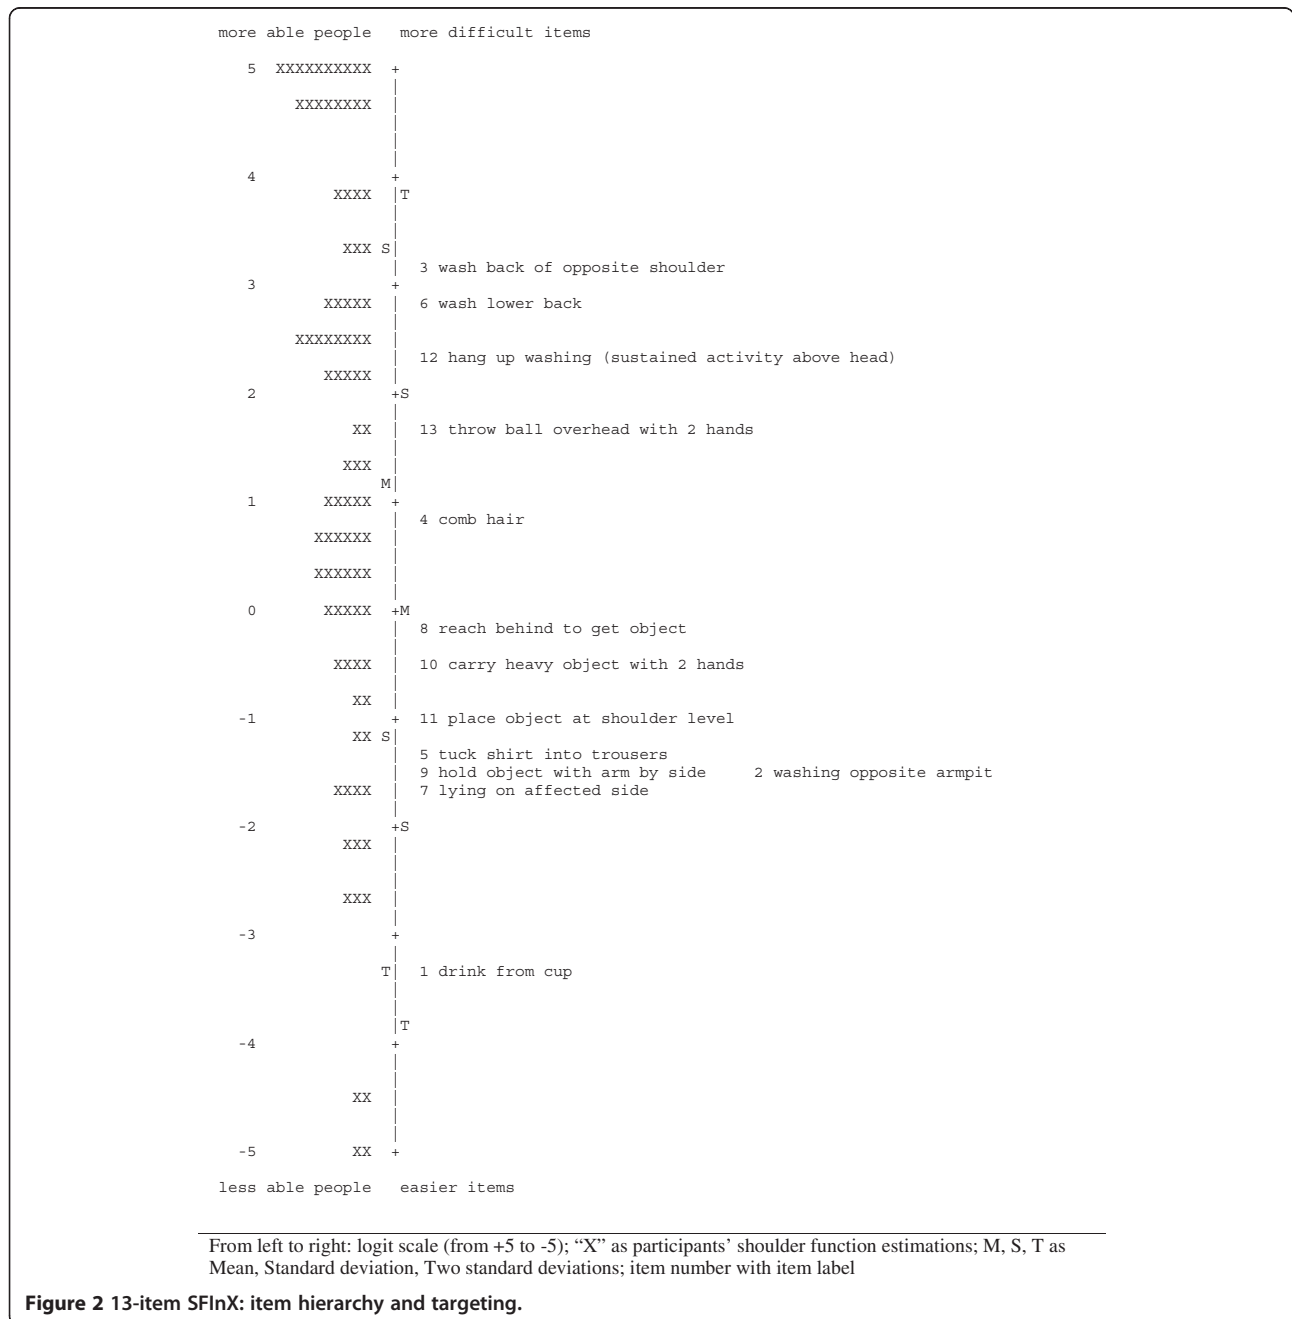 more able people   more difficult items
5  XXXXXXXXXX  +
XXXXXXXX  |
|
|
|
4  +
XXXX  |T
|
|
XXX S|
|  3 wash back of opposite shoulder
3  +
XXXXX  |  6 wash lower back
|
XXXXXXXX  |
|  12 hang up washing (sustained activity above head)
XXXXX  |
2  +S
|
XX  |  13 throw ball overhead with 2 hands
|
XXX  |
M|
1  XXXXX  +
|  4 comb hair
XXXXXX  |
|
XXXXXX  |
|
0  XXXXX  +M
|  8 reach behind to get object
|
XXXX  |  10 carry heavy object with 2 hands
|
XX  |
-1  +  11 place object at shoulder level
XX S|
|  5 tuck shirt into trousers
|  9 hold object with arm by side     2 washing opposite armpit
XXXX  |  7 lying on affected side
|
-2  +S
XXX  |
|
|
XXX  |
|
-3  +
|
T|  1 drink from cup
|
|
|T
-4  +
|
|
XX  |
|
|
-5  XX  +
less able people   easier items
From left to right: logit scale (from +5 to -5); “X” as participants’ shoulder function estimations; M, S, T as
Mean, Standard deviation, Two standard deviations; item number with item label
Figure 2 13-item SFInX: item hierarchy and targeting.